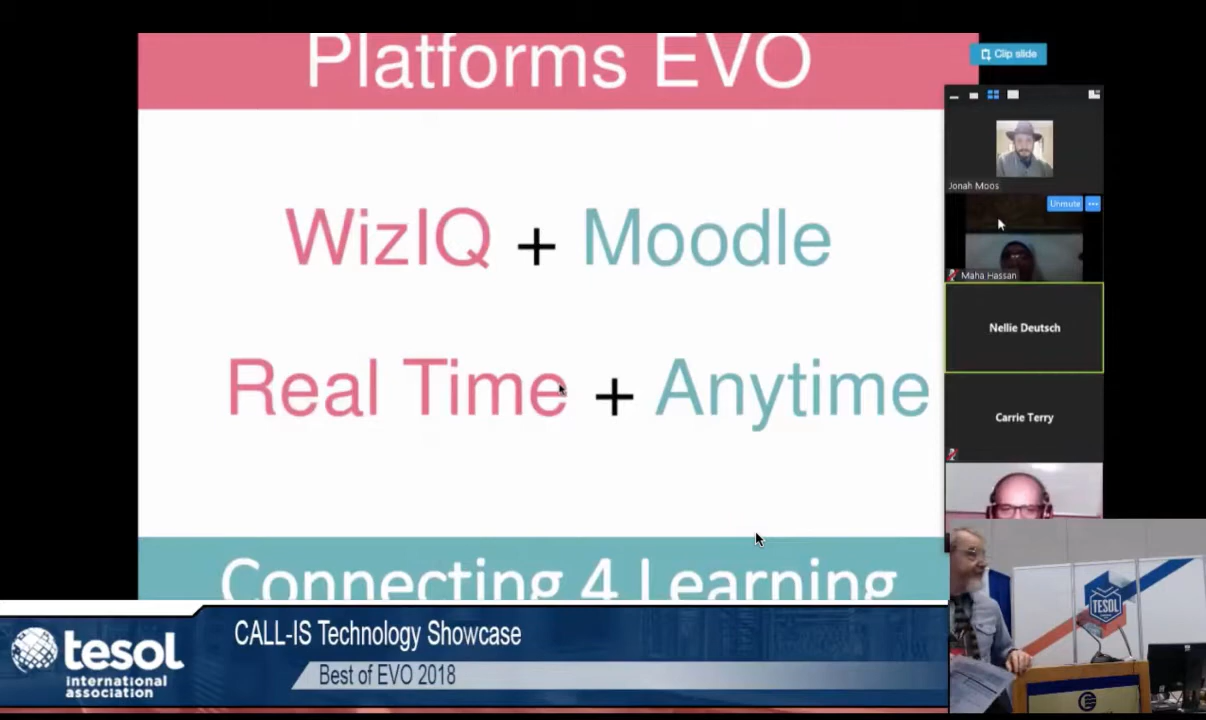 Platforms EVO
Clip slide
WizIQ + Moodle
Real Time + Anytime
Connecting 4 Learning
Jonah Moos
Unmute
Maha Hassan
Nellie Deutsch
Carrie Terry
TESOL
tesol
international
association
CALL-IS Technology Showcase
Best of EVO 2018